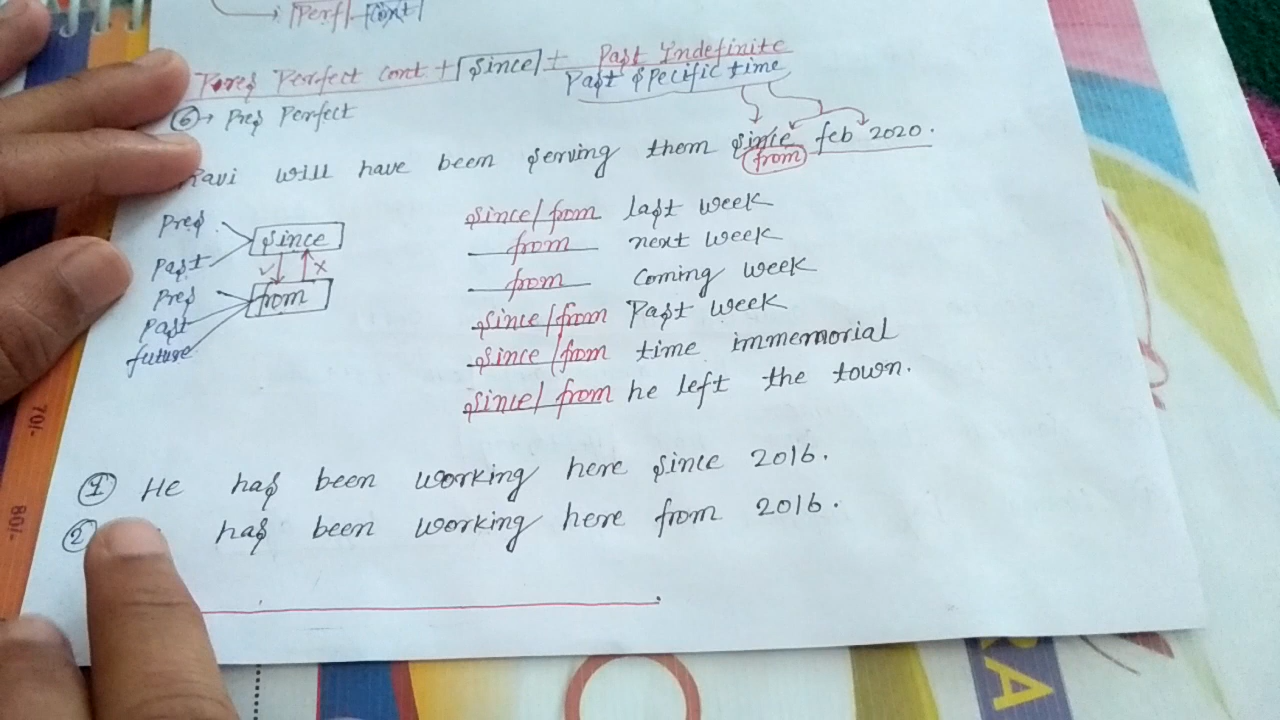 → Perf Cont
Pres Perfect Cont + Since + Past Indefinite
Past Specific time
⑥→ Pres Perfect
Ravi will have been serving them since feb 2020.
from
Pres
Past
since
✓ x
Pres
Past
future
from
since/from last week
from next week
from coming week
since/from Past week
since/from time immemorial
since/from he left the town.
① He has been working here since 2016.
② has been working here from 2016.
70/-
80/-
RA